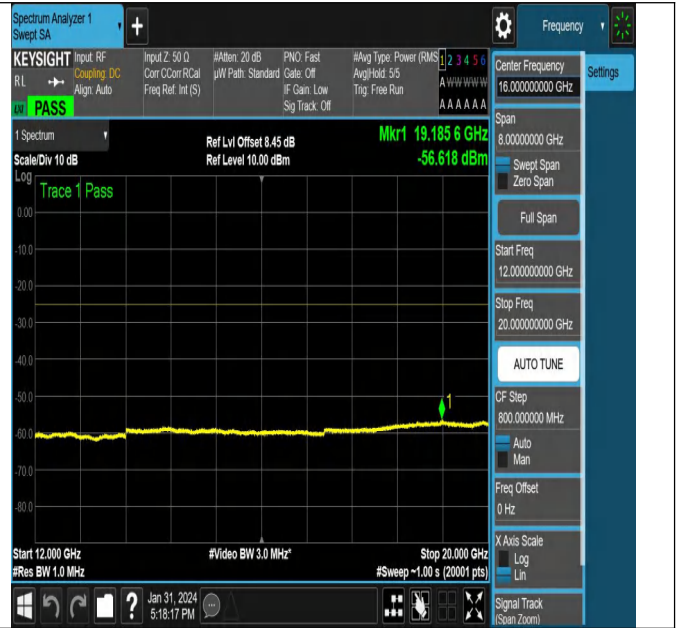 Spectrum Analyzer 1
Swept SA
Frequency
KEYSIGHT
RL
PASS
Input: RF
Coupling: DC
Align: Auto
Input Z: 50 Ω
Corr CCorr RCal
Freq Ref: Int (S)
#Atten: 20 dB
µW Path: Standard
PNO: Fast
Gate: Off
IF Gain: Low
Sig Track: Off
#Avg Type: Power (RMS
Avg|Hold: 5/5
Trig: Free Run
1 2 3 4 5 6
A W W W W W
A A A A A A
1 Spectrum
Scale/Div 10 dB
Ref Lvl Offset 8.45 dB
Ref Level 10.00 dBm
Mkr1 19.185 6 GHz
-56.618 dBm
Log
Trace 1 Pass
0.00
-10.0
-20.0
-30.0
-40.0
-50.0
-60.0
-70.0
-80.0
1
Start 12.000 GHz
#Res BW 1.0 MHz
#Video BW 3.0 MHz*
Stop 20.000 GHz
#Sweep ~1.00 s (20001 pts)
Jan 31, 2024
5:18:17 PM
Center Frequency
16.00000000 GHz
Settings
Span
8.00000000 GHz
Swept Span
Zero Span
Full Span
Start Freq
12.000000000 GHz
Stop Freq
20.000000000 GHz
AUTO TUNE
CF Step
800.000000 MHz
Auto
Man
Freq Offset
0 Hz
X Axis Scale
Log
Lin
Signal Track
(Span Zoom)